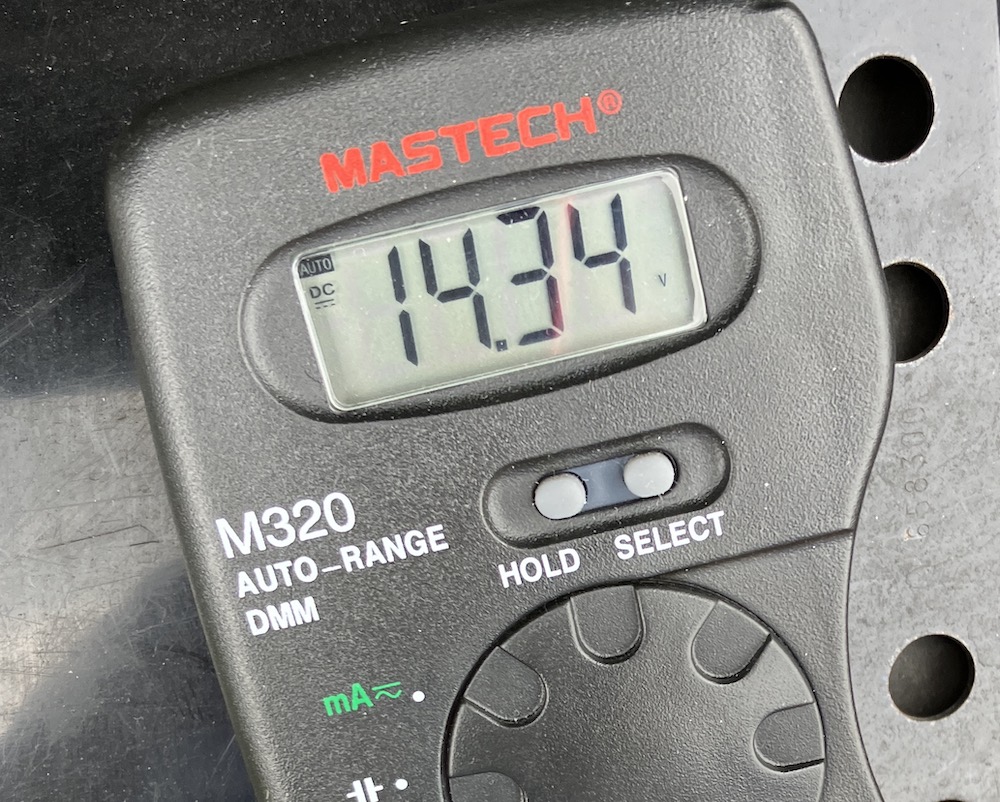 MASTECH®
AUTO
DC
14.34 V
M320
AUTO-RANGE
DMM
HOLD SELECT
mA